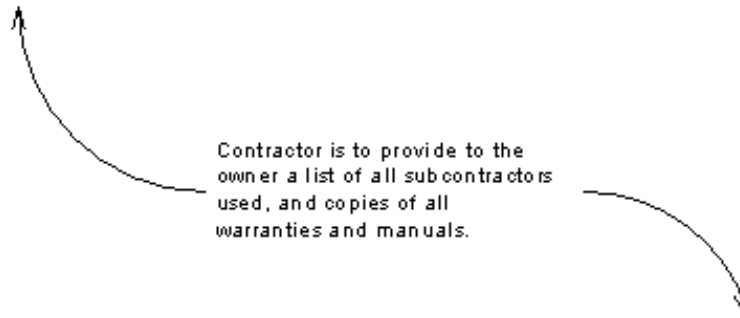 Contractor is to provide to the
owner a list of all subcontractors
used, and copies of all
warranties and manuals.